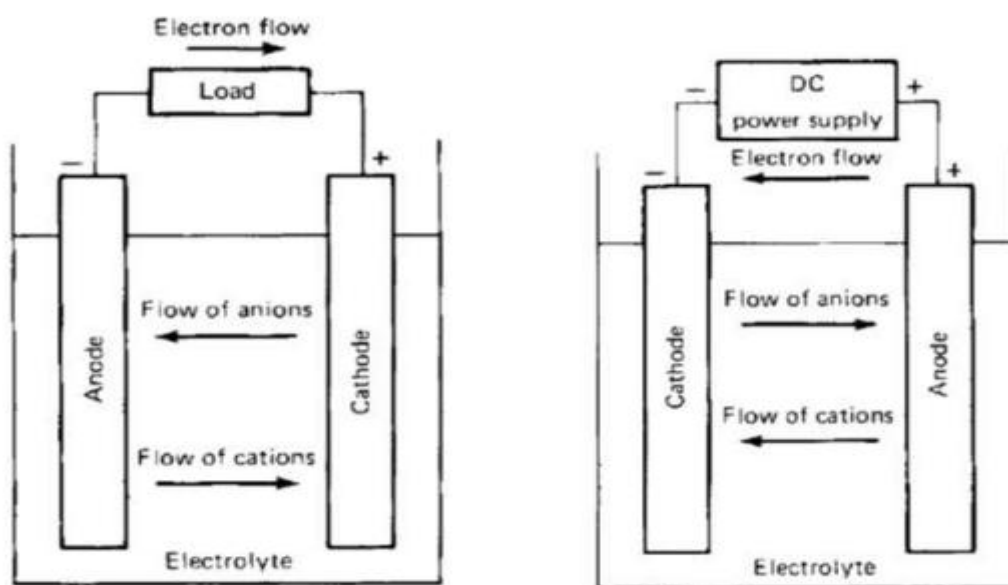 Electron flow
Load
−
+
Anode
Cathode
Flow of anions
Flow of cations
Electrolyte
DC
power supply
−
+
Electron flow
−
+
Cathode
Anode
Flow of anions
Flow of cations
Electrolyte